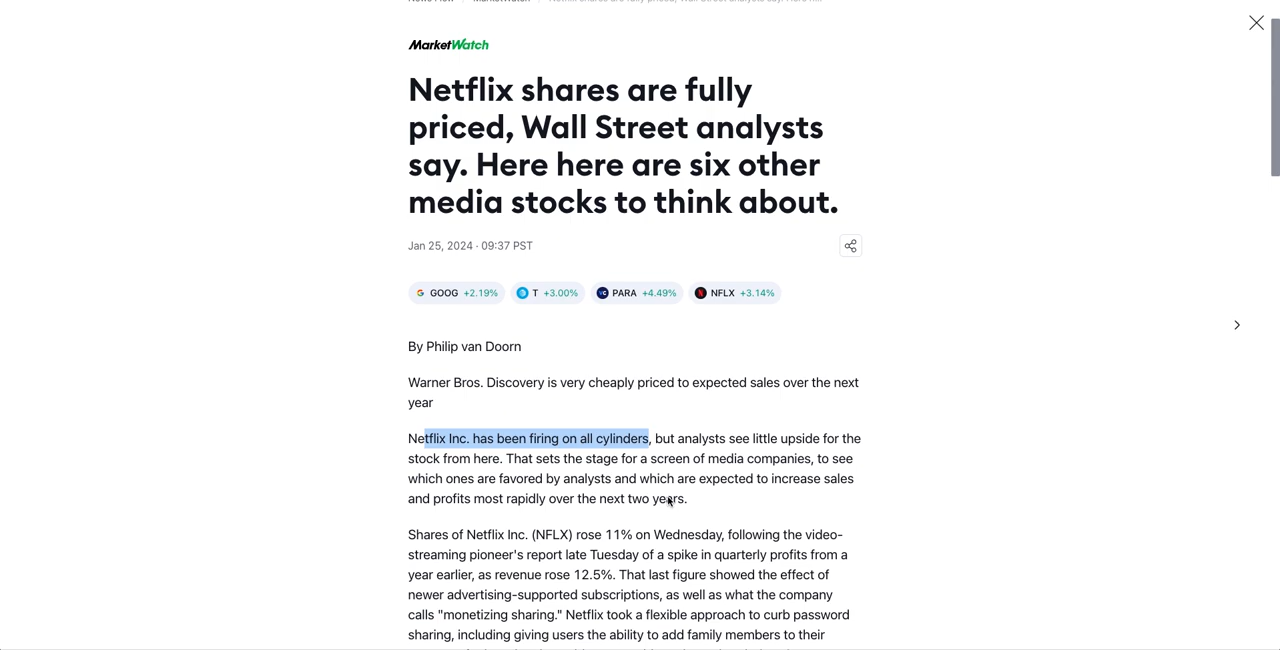 MarketWatch
Netflix shares are fully
priced, Wall Street analysts
say. Here here are six other
media stocks to think about.
Jan 25, 2024 · 09:37 PST
GOOG +2.19% T +3.00% PARA +4.49% NFLX +3.14%
By Philip van Doorn
Warner Bros. Discovery is very cheaply priced to expected sales over the next
year
Netflix Inc. has been firing on all cylinders, but analysts see little upside for the
stock from here. That sets the stage for a screen of media companies, to see
which ones are favored by analysts and which are expected to increase sales
and profits most rapidly over the next two years.
Shares of Netflix Inc. (NFLX) rose 11% on Wednesday, following the video-
streaming pioneer's report late Tuesday of a spike in quarterly profits from a
year earlier, as revenue rose 12.5%. That last figure showed the effect of
newer advertising-supported subscriptions, as well as what the company
calls "monetizing sharing." Netflix took a flexible approach to curb password
sharing, including giving users the ability to add family members to their